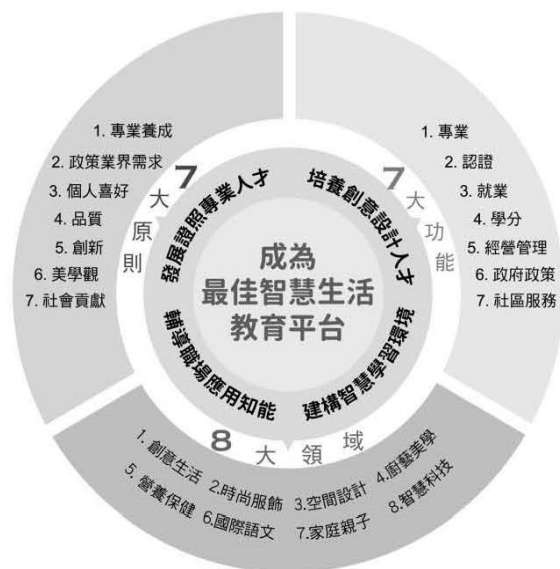 7大原則
1. 專業養成
2. 政策業界需求
3. 個人喜好
4. 品質
5. 創新
6. 美學觀
7. 社會貢獻
7大功能
1. 專業
2. 認證
3. 就業
4. 學分
5. 經營管理
6. 政府政策
7. 社區服務
發展證照專業人才
培養創意設計人才
成為
最佳智慧生活
教育平台
輔導職場應用知能
建構智慧學習環境
8大領域
1. 創意生活
2.時尚服飾
3.空間設計
4.廚藝美學
5. 營養保健
6.國際語文
7.家庭親子
8.智慧科技